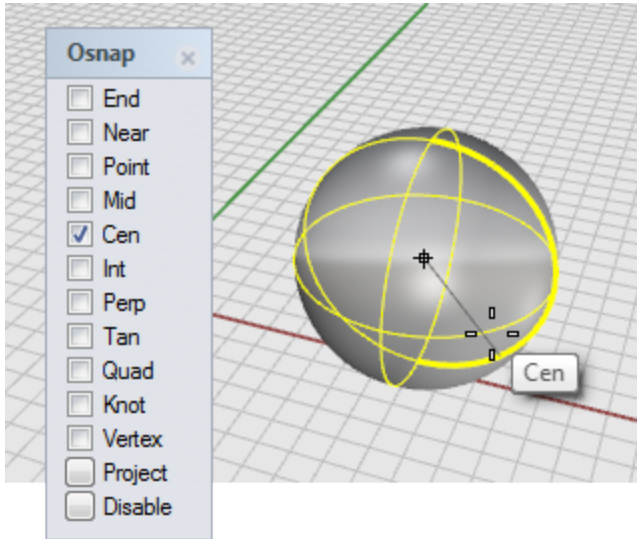 Osnap
End
Near
Point
Mid
Cen
Int
Perp
Tan
Quad
Knot
Vertex
Project
Disable
Cen